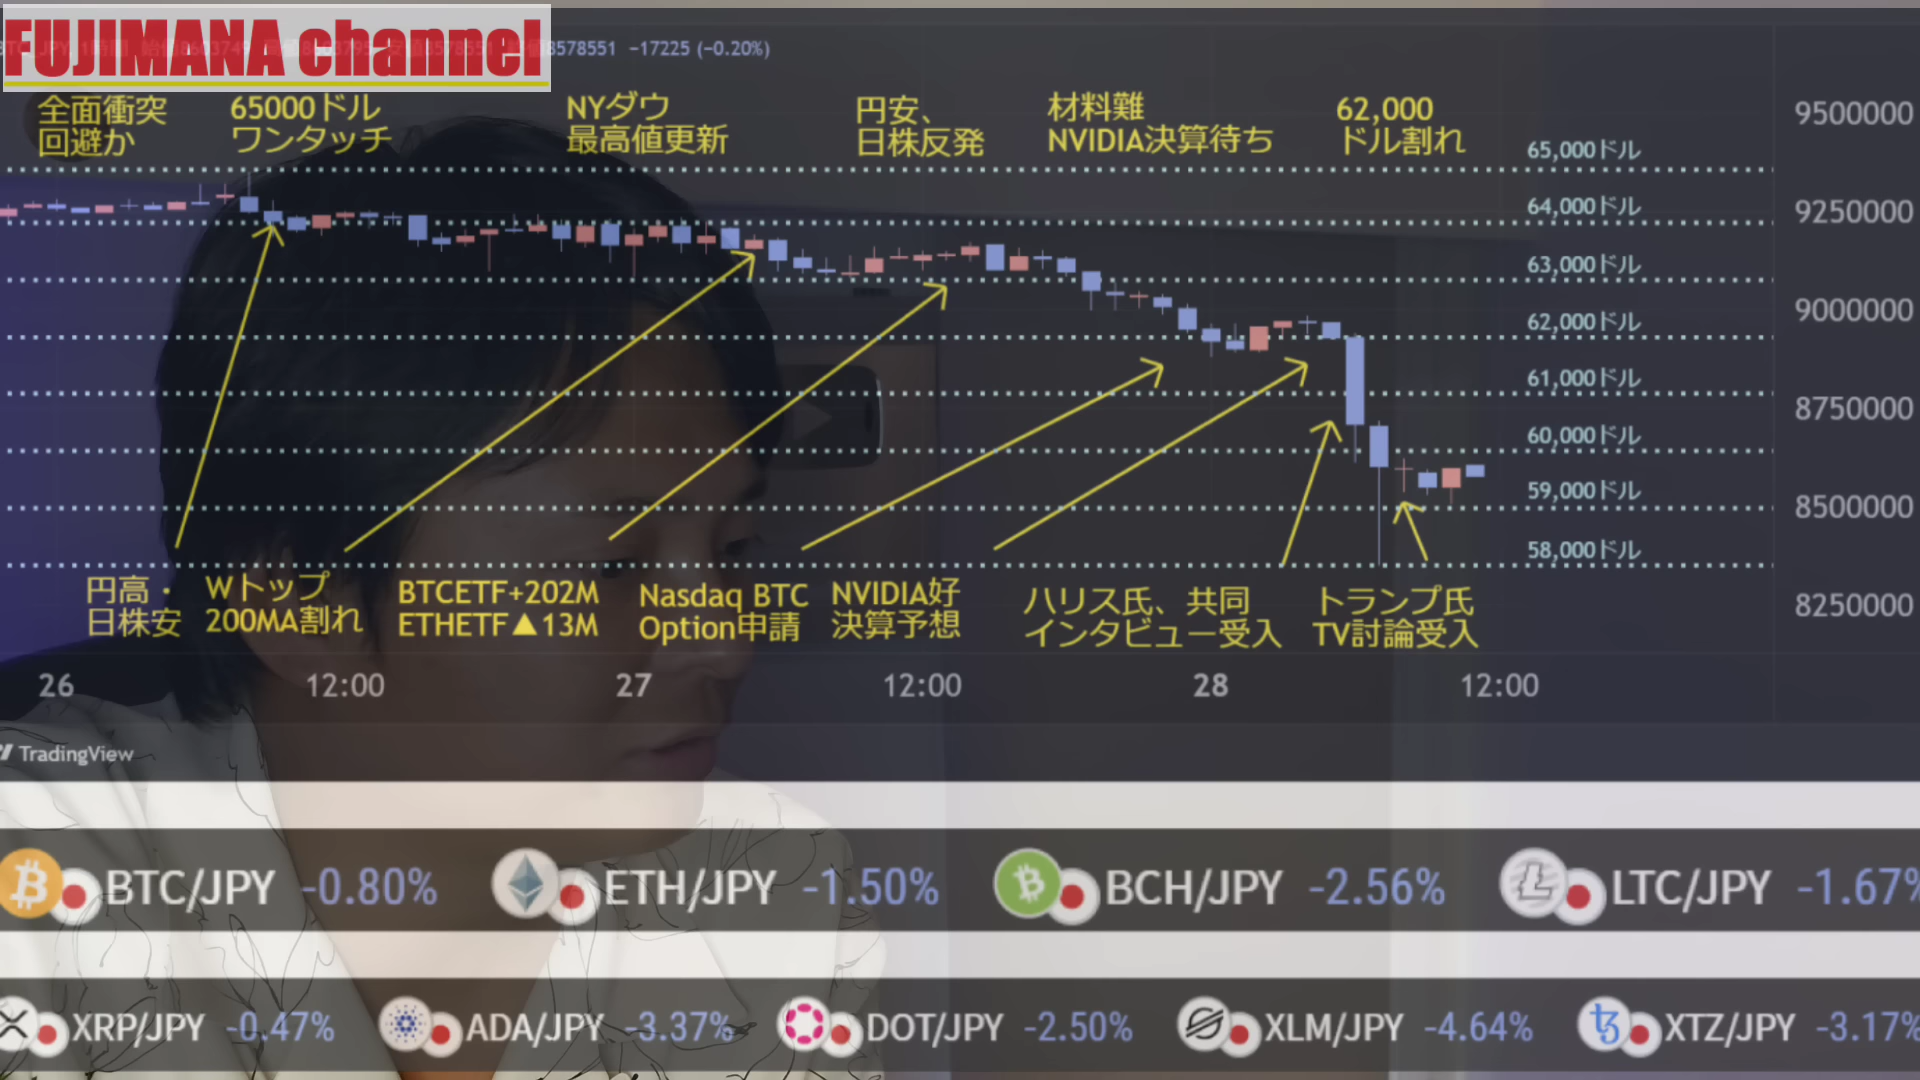 FUJIMANA channel
8578551 −17225 (−0.20%)
全面衝突
回避か
65000ドル
ワンタッチ
NYダウ
最高値更新
円安、
日株反発
材料難
NVIDIA決算待ち
62,000
ドル割れ
9500000
65,000ドル
64,000ドル
9250000
63,000ドル
9000000
62,000ドル
61,000ドル
8750000
60,000ドル
59,000ドル
8500000
58,000ドル
8250000
円高・
日株安
Wトップ
200MA割れ
BTCETF+202M
ETHETF▲13M
Nasdaq BTC
Option申請
NVIDIA好
決算予想
ハリス氏、共同
インタビュー受入
トランプ氏
TV討論受入
26 12:00 27 12:00 28 12:00
TradingView
BTC/JPY -0.80% ETH/JPY -1.50% BCH/JPY -2.56% LTC/JPY -1.67%
XRP/JPY -0.47% ADA/JPY -3.37% DOT/JPY -2.50% XLM/JPY -4.64% XTZ/JPY -3.17%